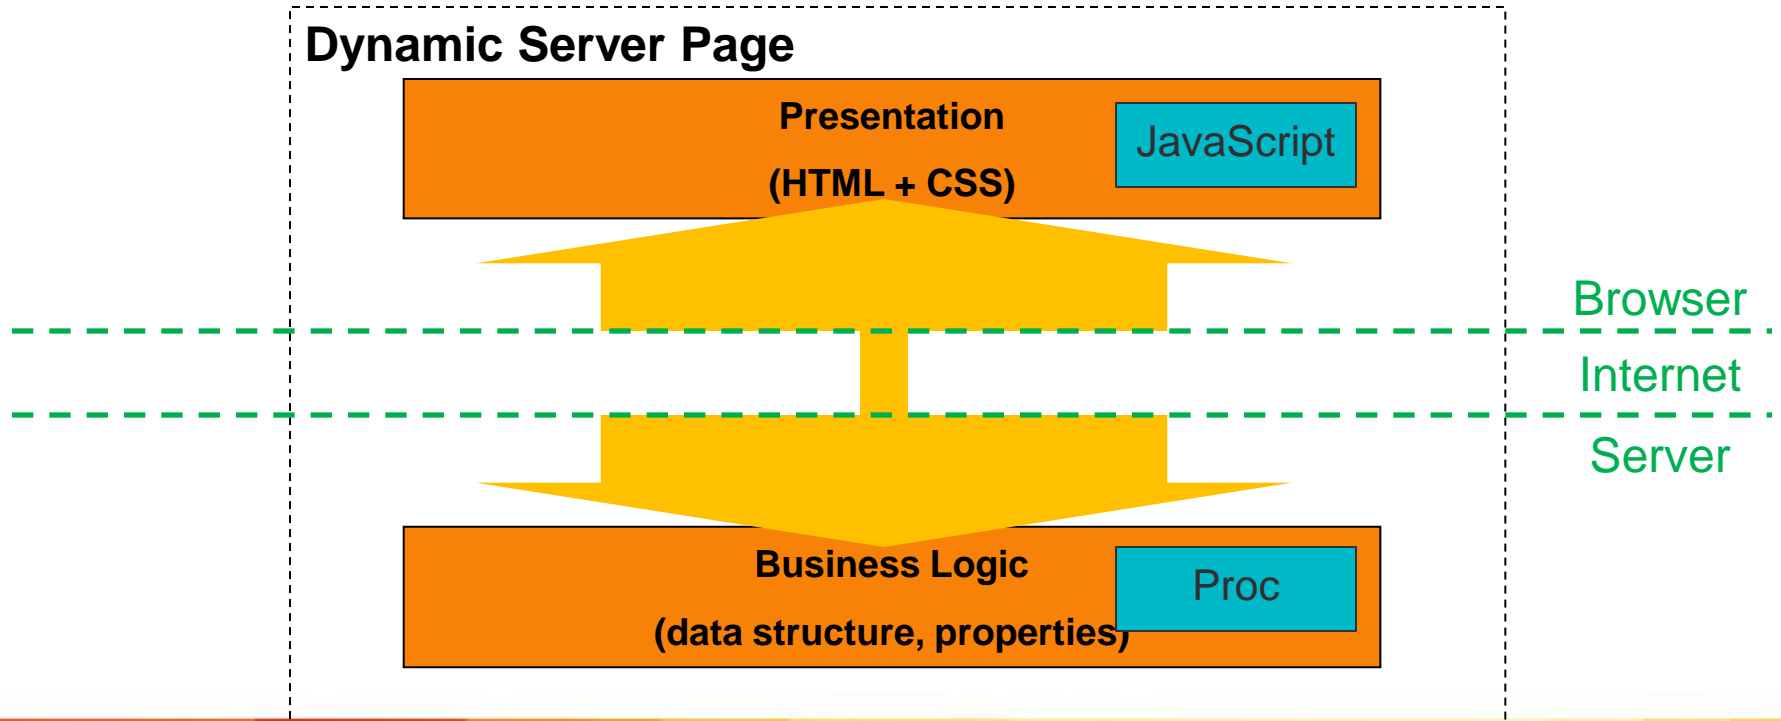 Dynamic Server Page
Presentation
(HTML + CSS)
JavaScript
Browser
Internet
Server
Business Logic
(data structure, properties)
Proc